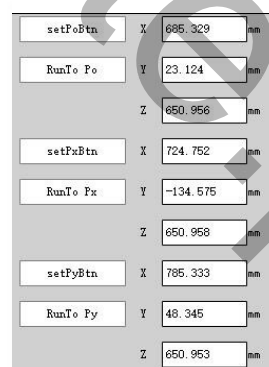 setPoBtn X 685.329 mm
RunTo Po Y 23.124 mm
Z 650.956 mm
setPxBtn X 724.752 mm
RunTo Px Y -134.575 mm
Z 650.958 mm
setPyBtn X 785.333 mm
RunTo Py Y 48.345 mm
Z 650.953 mm